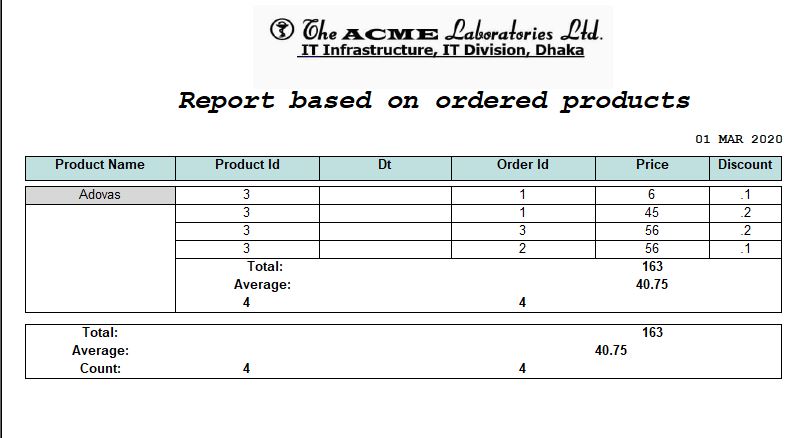 The ACME Laboratories Ltd.
IT Infrastructure, IT Division, Dhaka
Report based on ordered products
01 MAR 2020
Product Name Product Id Dt Order Id Price Discount
Adovas 3 1 6 .1
3 1 45 .2
3 3 56 .2
3 2 56 .1
Total: 163
Average: 40.75
4 4
Total: 163
Average: 40.75
Count: 4 4